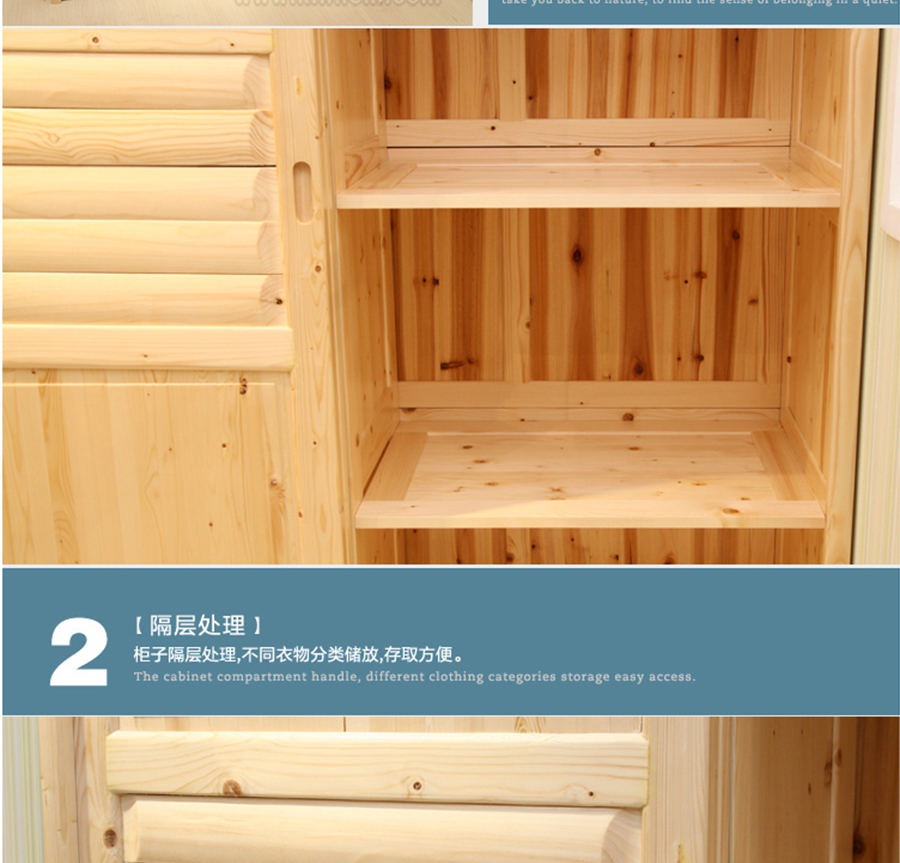 take you back to nature, to find the sense of belonging in a quiet.
2
【 隔层处理 】
柜子隔层处理,不同衣物分类储放,存取方便。
The cabinet compartment handle, different clothing categories storage easy access.